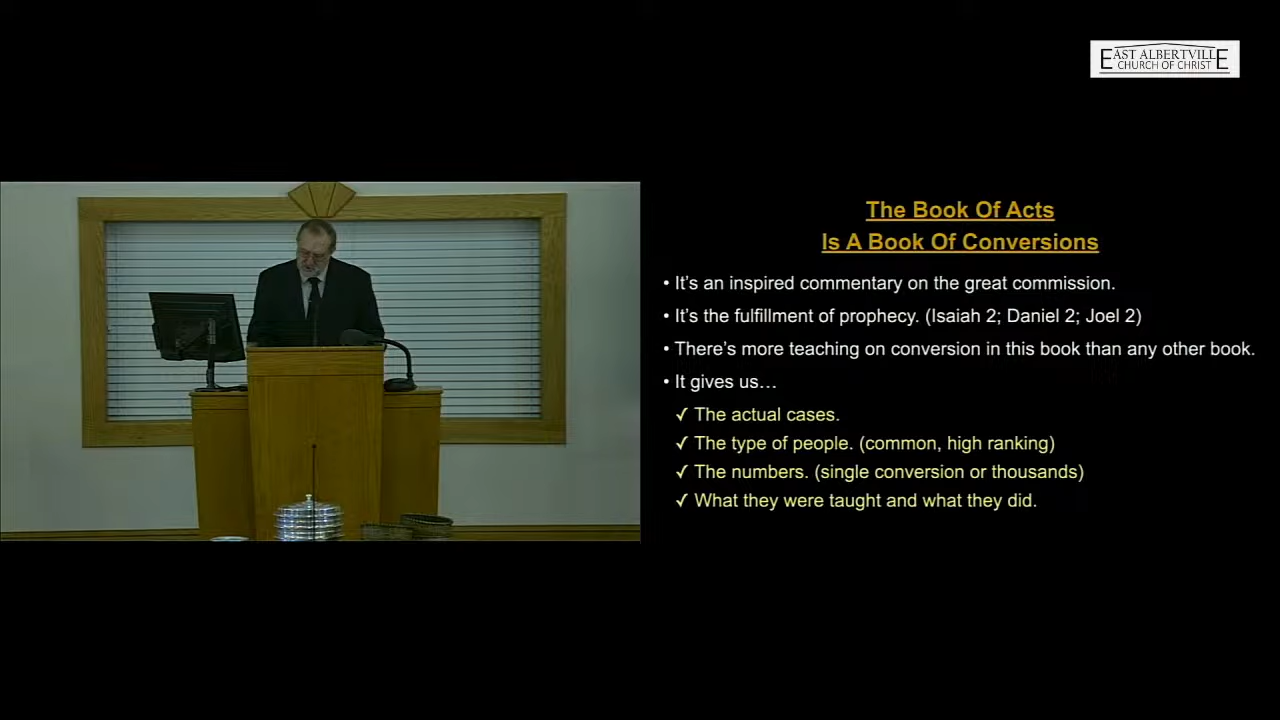 EAST ALBERTVILLE
CHURCH OF CHRIST
The Book Of Acts
Is A Book Of Conversions
• It's an inspired commentary on the great commission.
• It's the fulfillment of prophecy. (Isaiah 2; Daniel 2; Joel 2)
• There's more teaching on conversion in this book than any other book.
• It gives us…
✓ The actual cases.
✓ The type of people. (common, high ranking)
✓ The numbers. (single conversion or thousands)
✓ What they were taught and what they did.